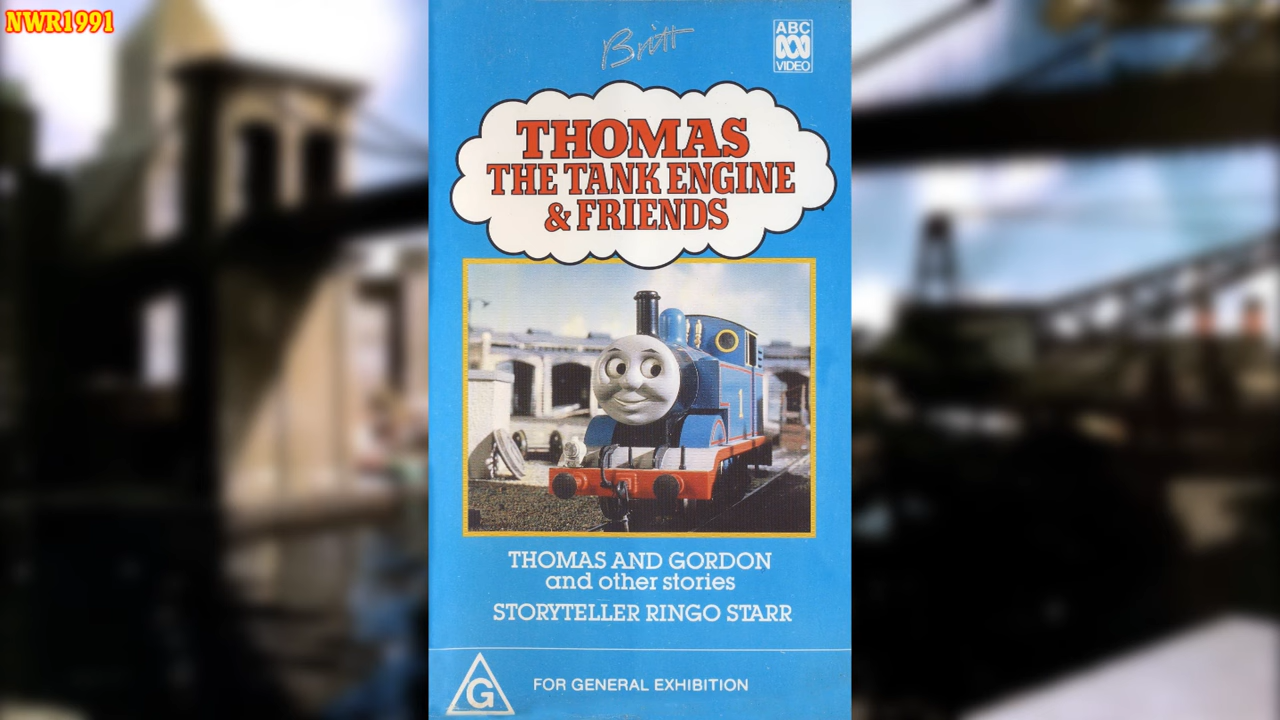 NWR1991
Britt
ABC
VIDEO
THOMAS
THE TANK ENGINE
& FRIENDS
1
THOMAS AND GORDON
and other stories
STORYTELLER RINGO STARR
G
FOR GENERAL EXHIBITION